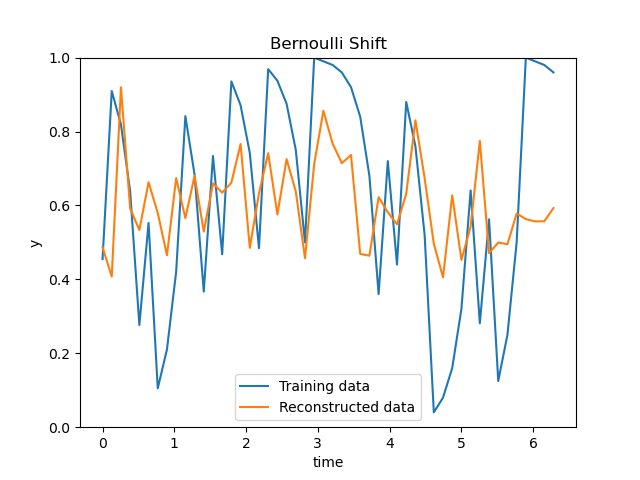 Bernoulli Shift
1.0
0.8
0.6
0.4
0.2
0.0
y
Training data
Reconstructed data
0 1 2 3 4 5 6
time